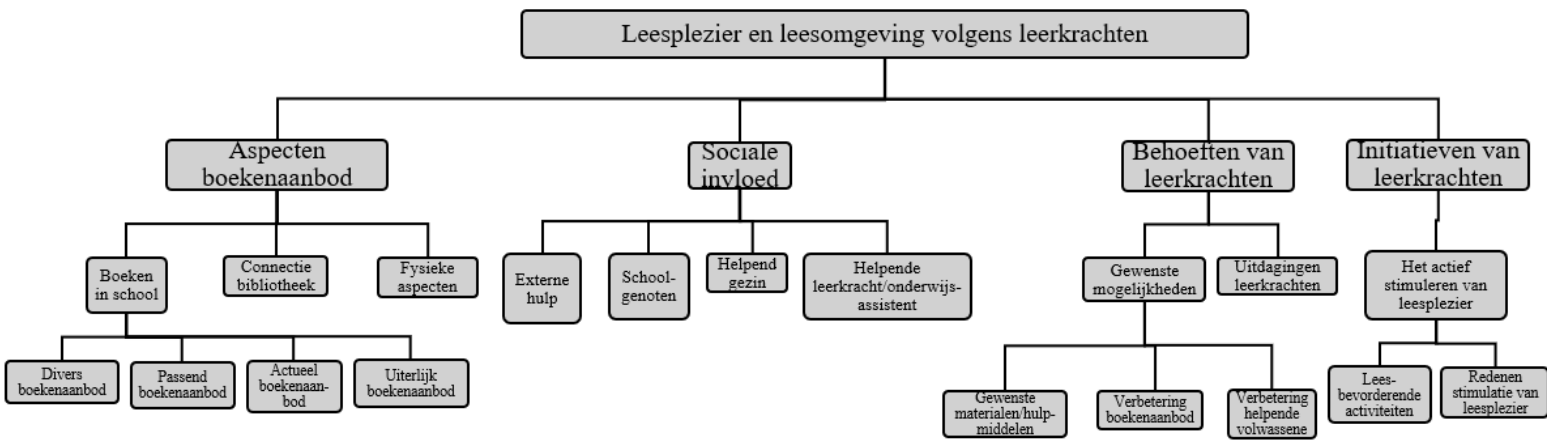 Leesplezier en leesomgeving volgens leerkrachten
Aspecten
boekenaanbod
Sociale
invloed
Behoeften van
leerkrachten
Initiatieven van
leerkrachten
Boeken
in school
Connectie
bibliotheek
Fysieke
aspecten
Externe
hulp
School-
genoten
Helpend
gezin
Helpende
leerkracht/onderwijs-
assistent
Gewenste
mogelijkheden
Uitdagingen
leerkrachten
Het actief
stimuleren van
leesplezier
Divers
boekenaanbod
Passend
boekenaanbod
Actueel
boekenaan-
bod
Uiterlijk
boekenaanbod
Gewenste
materialen/hulp-
middelen
Verbetering
boekenaanbod
Verbetering
helpende
volwassene
Lees-
bevorderende
activiteiten
Redenen
stimulatie van
leesplezier